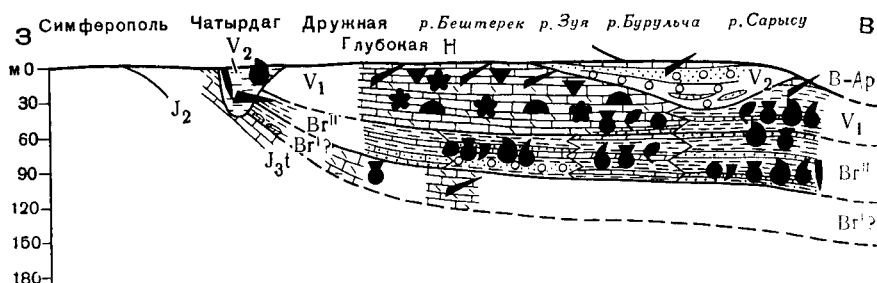 З Симферополь Чатырдаг Дружная р. Бештерек р. Зуя р. Бурульча р. Сарысу В
Глубокая Н
V₂
м 0
30
60
90
120
150
180
J₂
J₃t
V₁
Brᴵᴵ
Brᴵ?
V₂
B–Ap
V₁
Brᴵᴵ
Brᴵ?